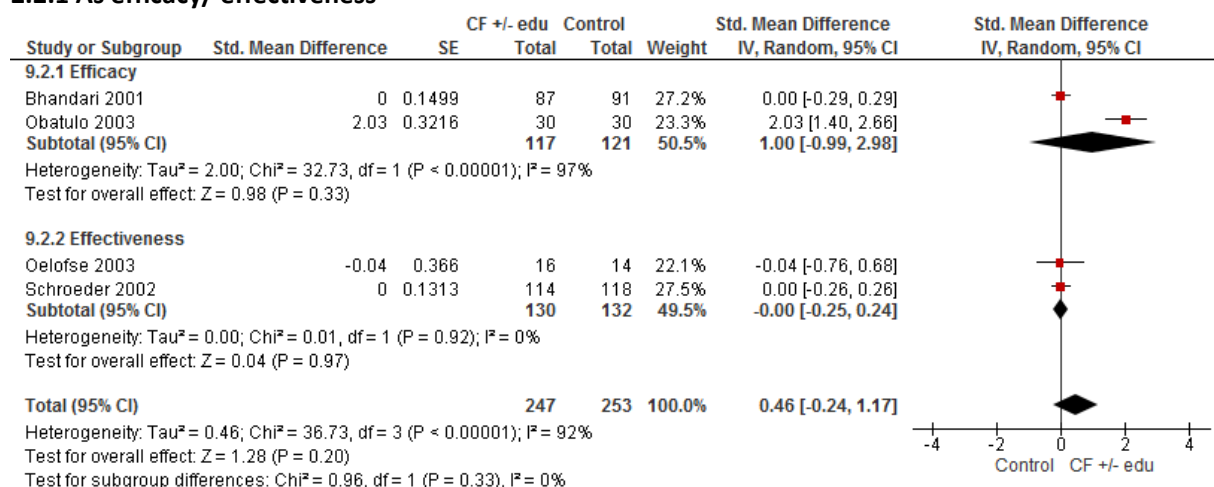 2.2.1 As efficacy/ effectiveness
CF +/- edu Control Std. Mean Difference Std. Mean Difference
Study or Subgroup Std. Mean Difference SE Total Total Weight IV, Random, 95% CI IV, Random, 95% CI
9.2.1 Efficacy
Bhandari 2001 0 0.1499 87 91 27.2% 0.00 [-0.29, 0.29]
Obatulo 2003 2.03 0.3216 30 30 23.3% 2.03 [1.40, 2.66]
Subtotal (95% CI) 117 121 50.5% 1.00 [-0.99, 2.98]
Heterogeneity: Tau² = 2.00; Chi² = 32.73, df = 1 (P < 0.00001); I² = 97%
Test for overall effect: Z = 0.98 (P = 0.33)
9.2.2 Effectiveness
Oelofse 2003 -0.04 0.366 16 14 22.1% -0.04 [-0.76, 0.68]
Schroeder 2002 0 0.1313 114 118 27.5% 0.00 [-0.26, 0.26]
Subtotal (95% CI) 130 132 49.5% -0.00 [-0.25, 0.24]
Heterogeneity: Tau² = 0.00; Chi² = 0.01, df = 1 (P = 0.92); I² = 0%
Test for overall effect: Z = 0.04 (P = 0.97)
Total (95% CI) 247 253 100.0% 0.46 [-0.24, 1.17]
Heterogeneity: Tau² = 0.46; Chi² = 36.73, df = 3 (P < 0.00001); I² = 92%
Test for overall effect: Z = 1.28 (P = 0.20)
Test for subgroup differences: Chi² = 0.96, df = 1 (P = 0.33), I² = 0%
-4 -2 0 2 4
Control CF +/- edu